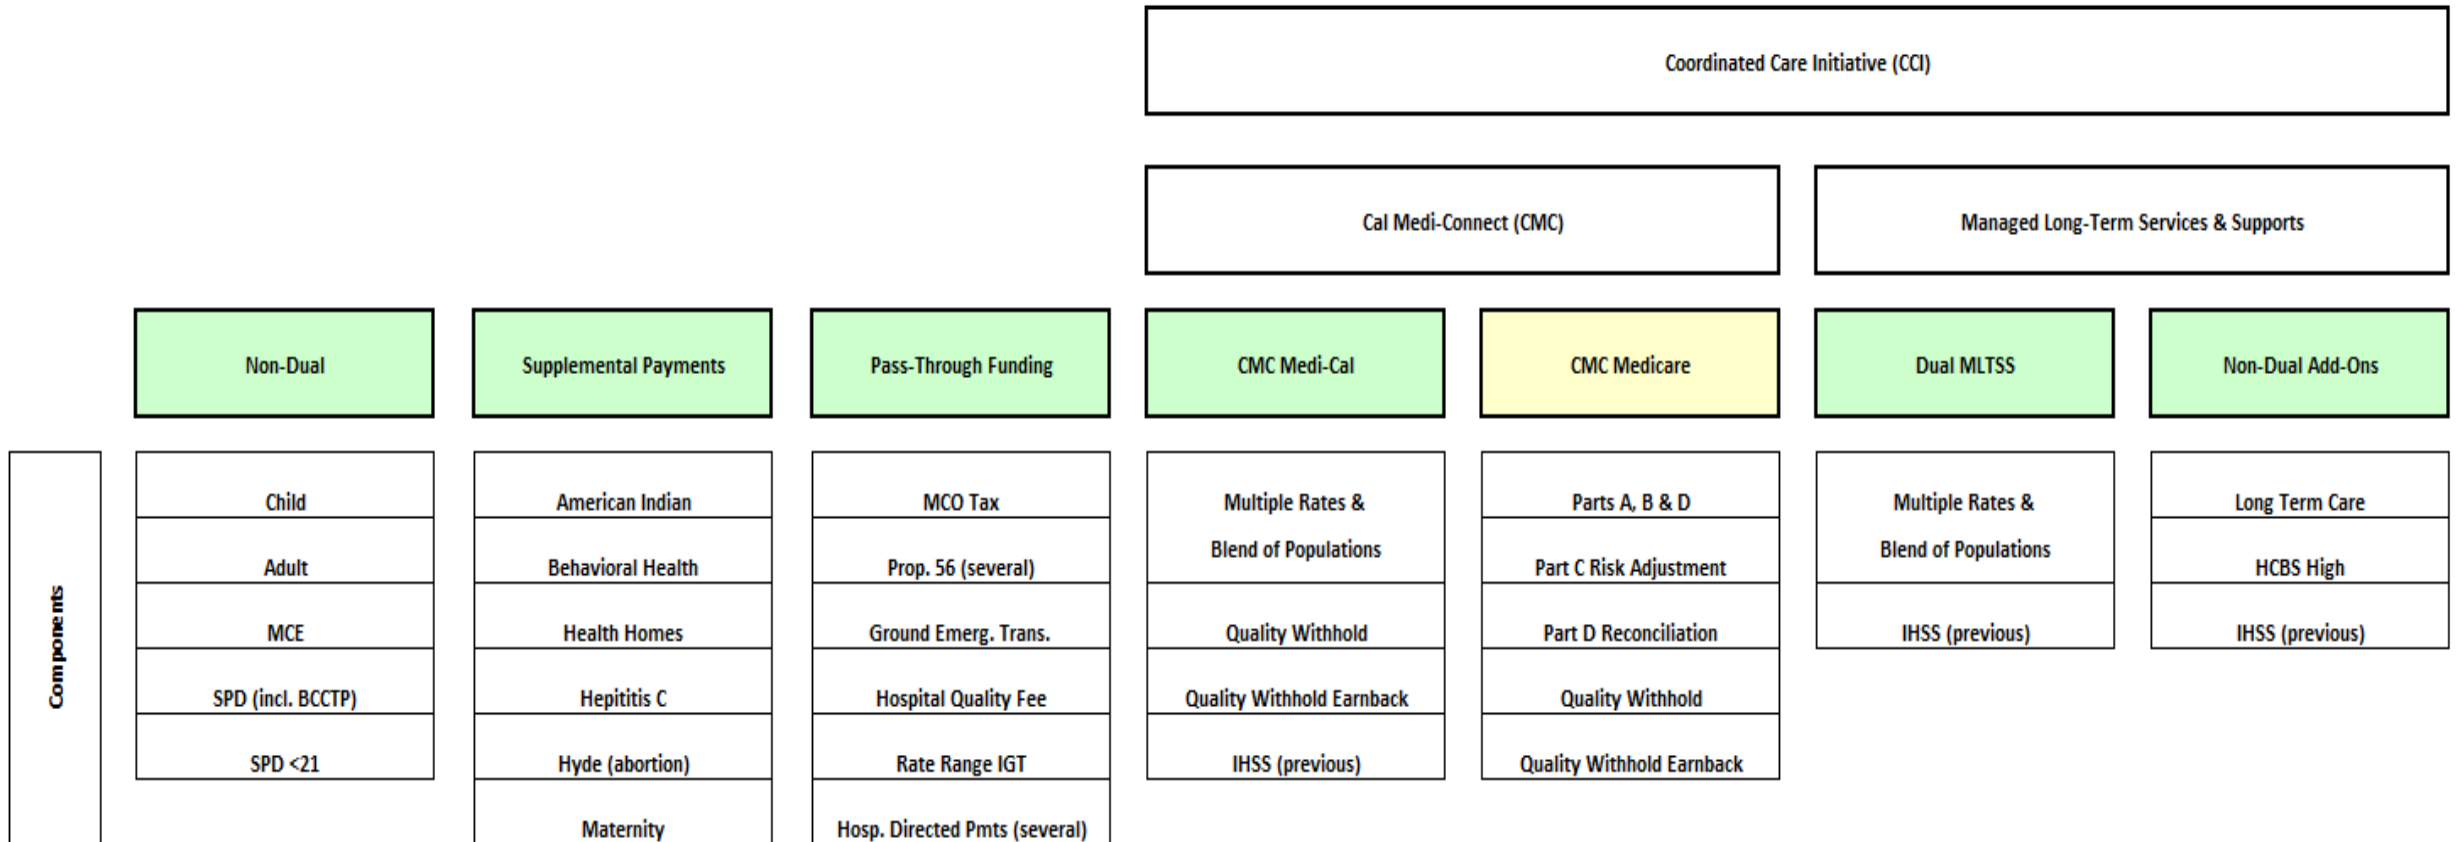 Coordinated Care Initiative (CCI)
Cal Medi-Connect (CMC)
Managed Long-Term Services & Supports
Non-Dual
Supplemental Payments
Pass-Through Funding
CMC Medi-Cal
CMC Medicare
Dual MLTSS
Non-Dual Add-Ons
Components
Child
Adult
MCE
SPD (incl. BCCTP)
SPD <21
American Indian
Behavioral Health
Health Homes
Hepititis C
Hyde (abortion)
Maternity
MCO Tax
Prop. 56 (several)
Ground Emerg. Trans.
Hospital Quality Fee
Rate Range IGT
Hosp. Directed Pmts (several)
Multiple Rates &
Blend of Populations
Quality Withhold
Quality Withhold Earnback
IHSS (previous)
Parts A, B & D
Part C Risk Adjustment
Part D Reconciliation
Quality Withhold
Quality Withhold Earnback
Multiple Rates &
Blend of Populations
IHSS (previous)
Long Term Care
HCBS High
IHSS (previous)